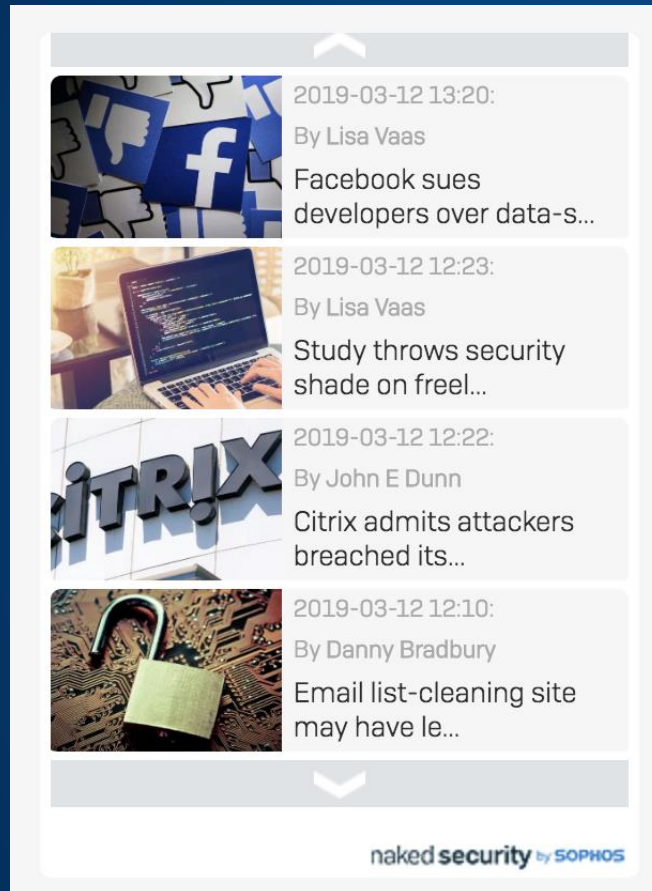 2019-03-12 13:20:
By Lisa Vaas
Facebook sues
developers over data-s...
2019-03-12 12:23:
By Lisa Vaas
Study throws security
shade on freel...
CİTRIX
2019-03-12 12:22:
By John E Dunn
Citrix admits attackers
breached its...
2019-03-12 12:10:
By Danny Bradbury
Email list-cleaning site
may have le...
naked security by SOPHOS